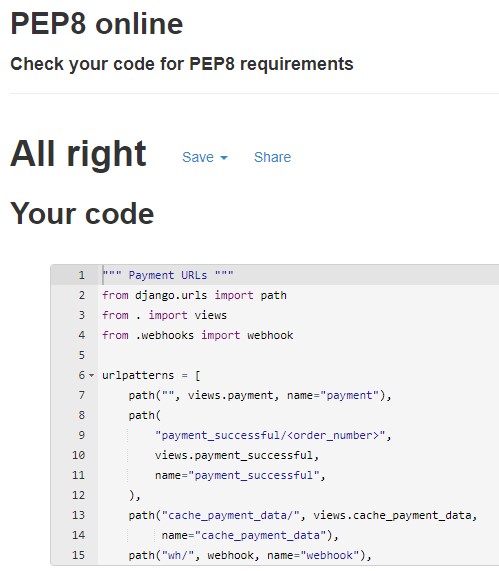 PEP8 online
Check your code for PEP8 requirements
All right Save Share
Your code
1 """ Payment URLs """
2 from django.urls import path
3 from . import views
4 from .webhooks import webhook
5
6 urlpatterns = [
7     path("", views.payment, name="payment"),
8     path(
9         "payment_successful/<order_number>",
10         views.payment_successful,
11         name="payment_successful",
12     ),
13     path("cache_payment_data/", views.cache_payment_data,
14          name="cache_payment_data"),
15     path("wh/", webhook, name="webhook"),